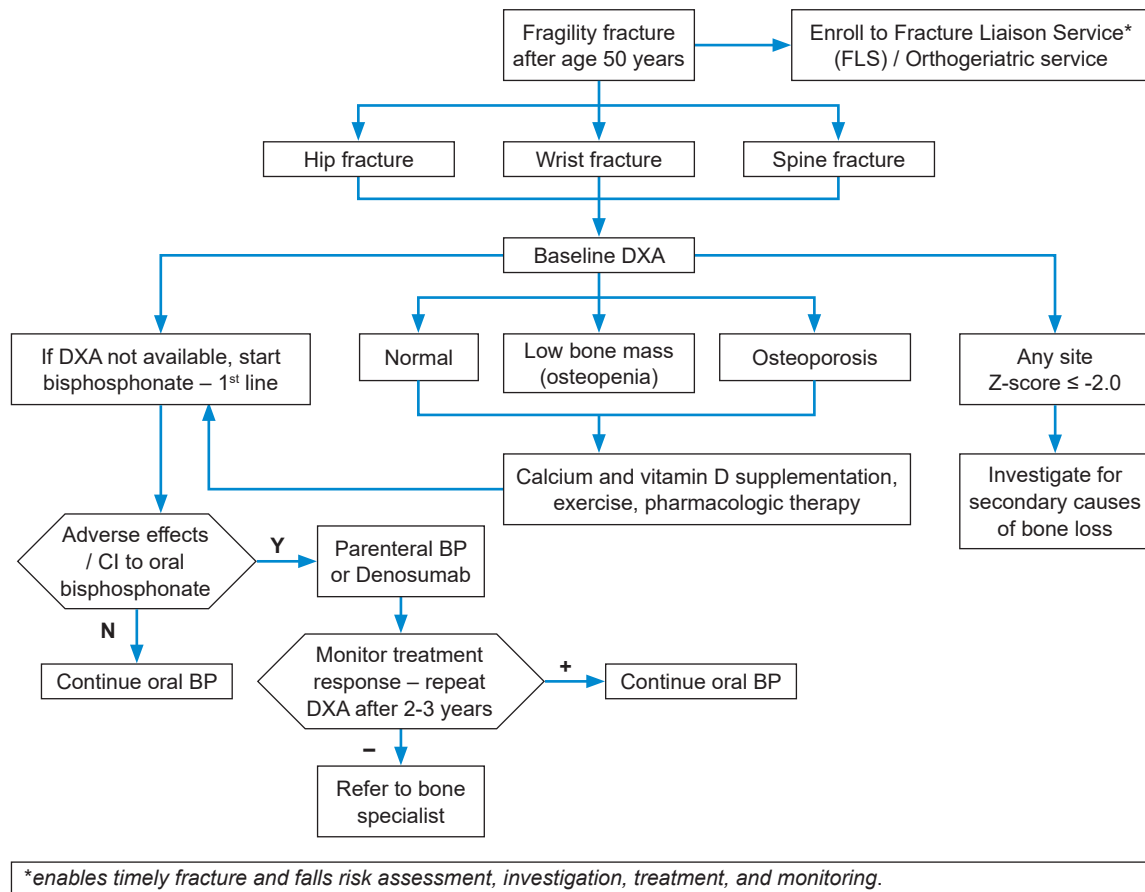 Fragility fracture
after age 50 years
Enroll to Fracture Liaison Service*
(FLS) / Orthogeriatric service
Hip fracture
Wrist fracture
Spine fracture
Baseline DXA
If DXA not available, start
bisphosphonate – 1st line
Normal
Low bone mass
(osteopenia)
Osteoporosis
Any site
Z-score ≤ -2.0
Calcium and vitamin D supplementation,
exercise, pharmacologic therapy
Investigate for
secondary causes
of bone loss
Adverse effects
/ CI to oral
bisphosphonate
Y
Parenteral BP
or Denosumab
N
Continue oral BP
Monitor treatment
response – repeat
DXA after 2-3 years
+
Continue oral BP
–
Refer to bone
specialist
*enables timely fracture and falls risk assessment, investigation, treatment, and monitoring.